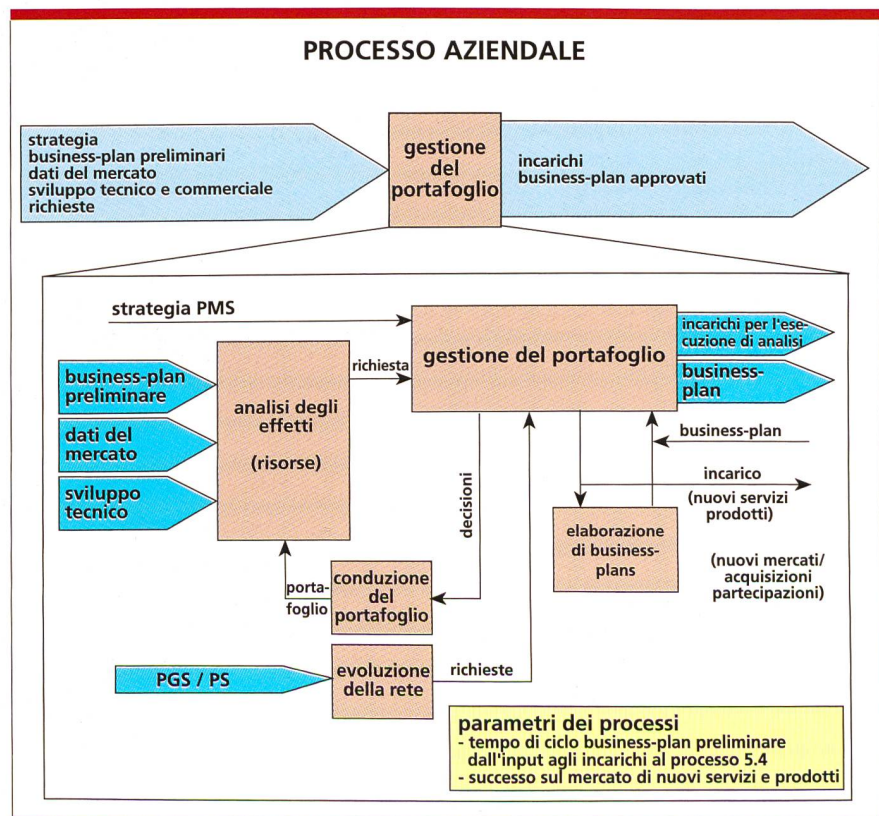 PROCESSO AZIENDALE
strategia
business-plan preliminari
dati del mercato
sviluppo tecnico e commerciale
richieste
gestione
del
portafoglio
incarichi
business-plan approvati
strategia PMS
gestione del portafoglio
incarichi per l'ese-
cuzione di analisi
business-
plan
business-plan
preliminare
dati del
mercato
sviluppo
tecnico
analisi degli
effetti
(risorse)
richiesta
decisioni
business-plan
incarico
(nuovi servizi
prodotti)
elaborazione
di business-
plans
(nuovi mercati/
acquisizioni
partecipazioni)
porta-
foglio
conduzione
del
portafoglio
PGS / PS
evoluzione
della rete
richieste
parametri dei processi
- tempo di ciclo business-plan preliminare
dall'input agli incarichi al processo 5.4
- successo sul mercato di nuovi servizi e prodotti